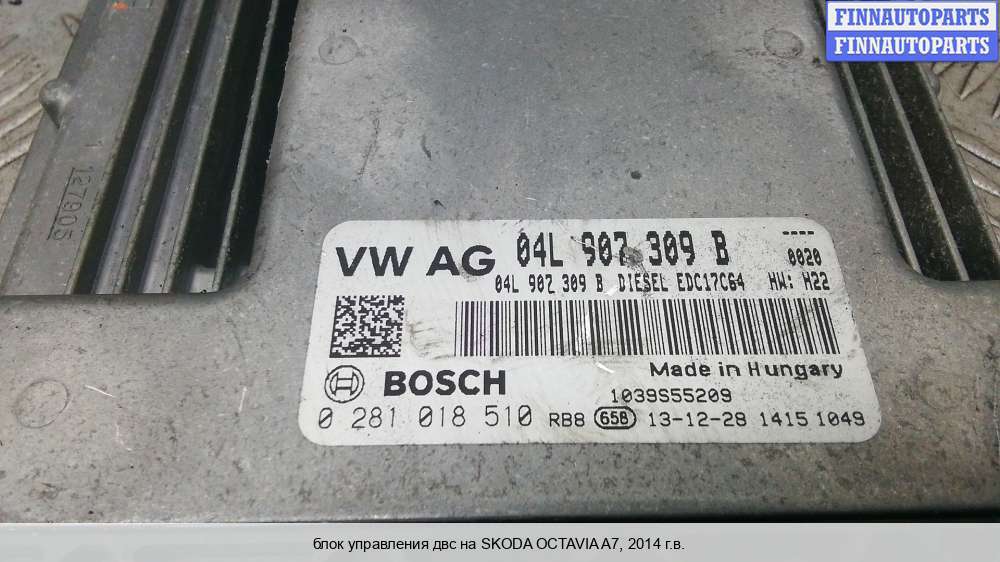 FINNAUTOPARTS
FINNAUTOPARTS
127905
VW AG 04L 907 309 B ----
0020
04L 907 309 B DIESEL EDC17C64 HW: H22
Made in Hungary
BOSCH
1039S55209
0 281 018 510 RB8 658 13-12-28 1415 1049
блок управления двс на SKODA OCTAVIA A7, 2014 г.в.